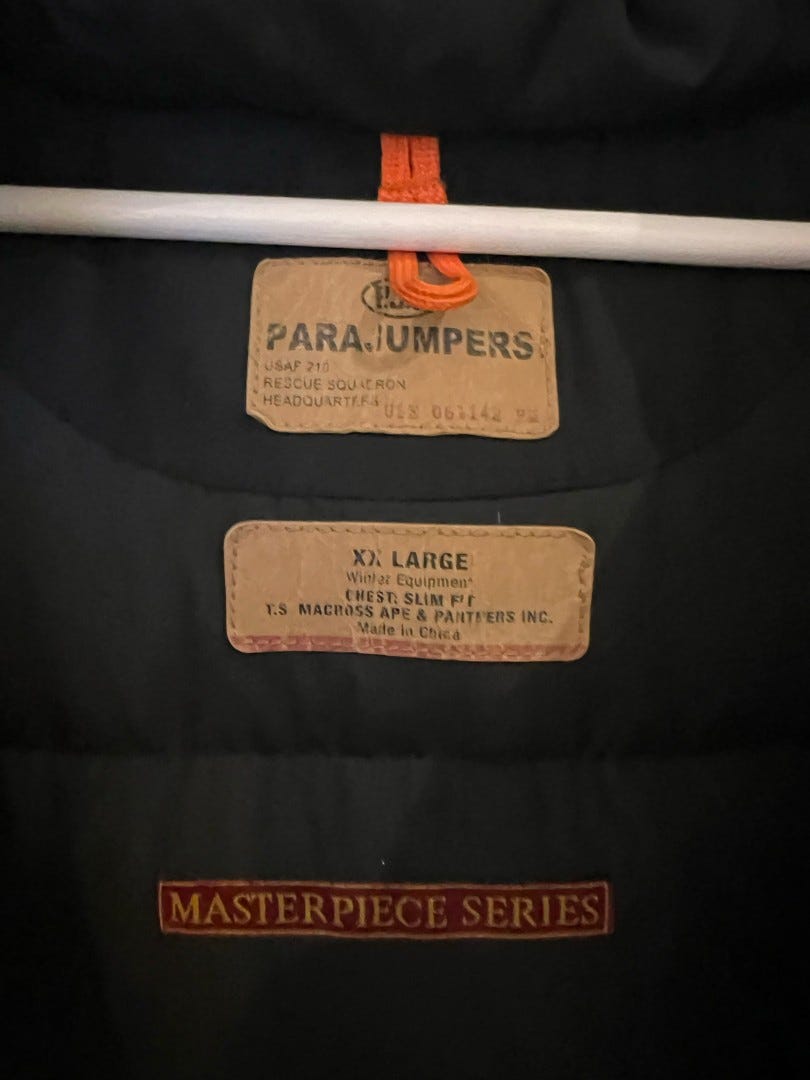 PARAJUMPERS
USAF 210
RESCUE SQUADRON
HEADQUARTERS
XX LARGE
Winter Equipment
CHEST: SLIM FIT
T.S MACROSS APE & PARTNERS INC.
Made in China
MASTERPIECE SERIES